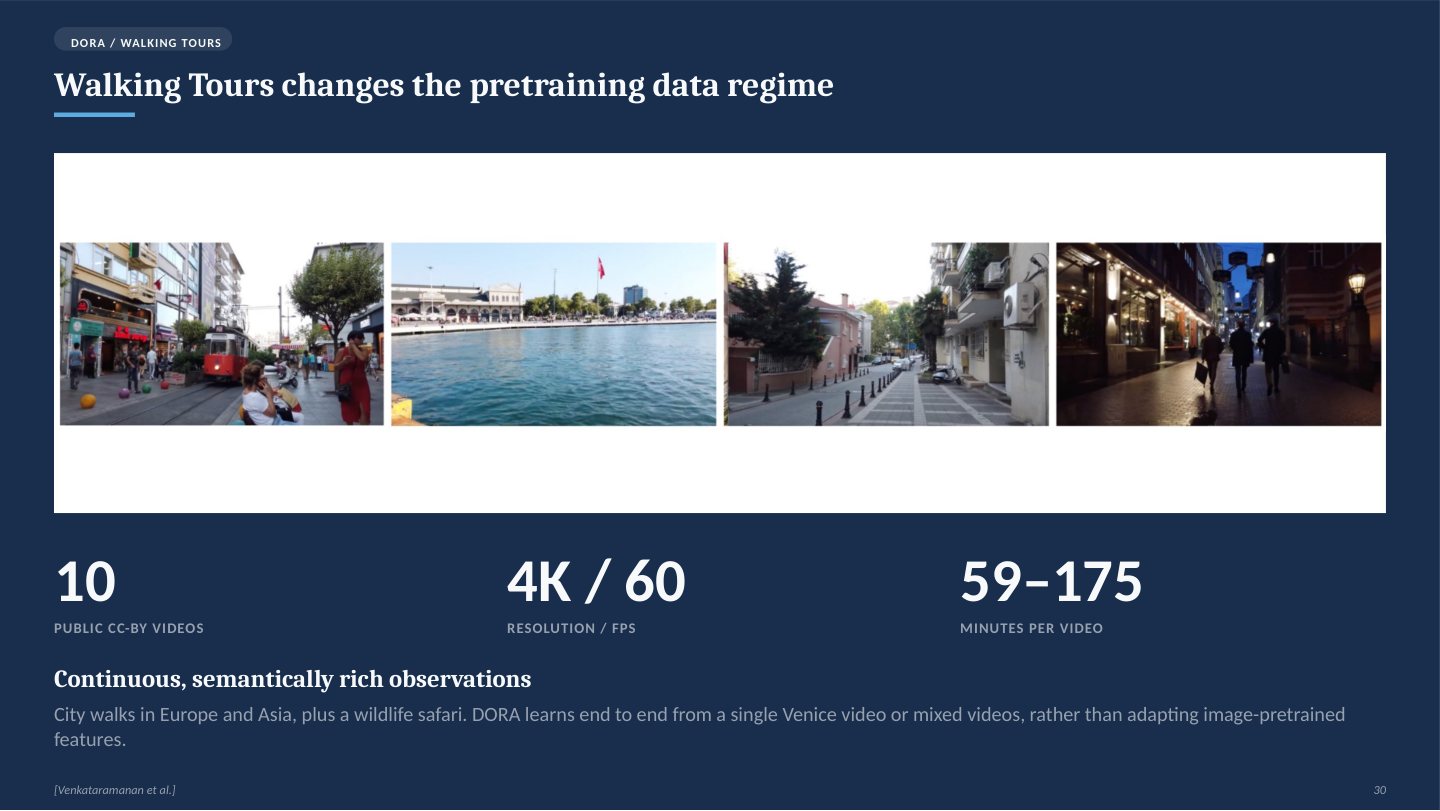 DORA / WALKING TOURS
Walking Tours changes the pretraining data regime
10
PUBLIC CC-BY VIDEOS
4K / 60
RESOLUTION / FPS
59–175
MINUTES PER VIDEO
Continuous, semantically rich observations
City walks in Europe and Asia, plus a wildlife safari. DORA learns end to end from a single Venice video or mixed videos, rather than adapting image-pretrained
features.
[Venkataramanan et al.]
30